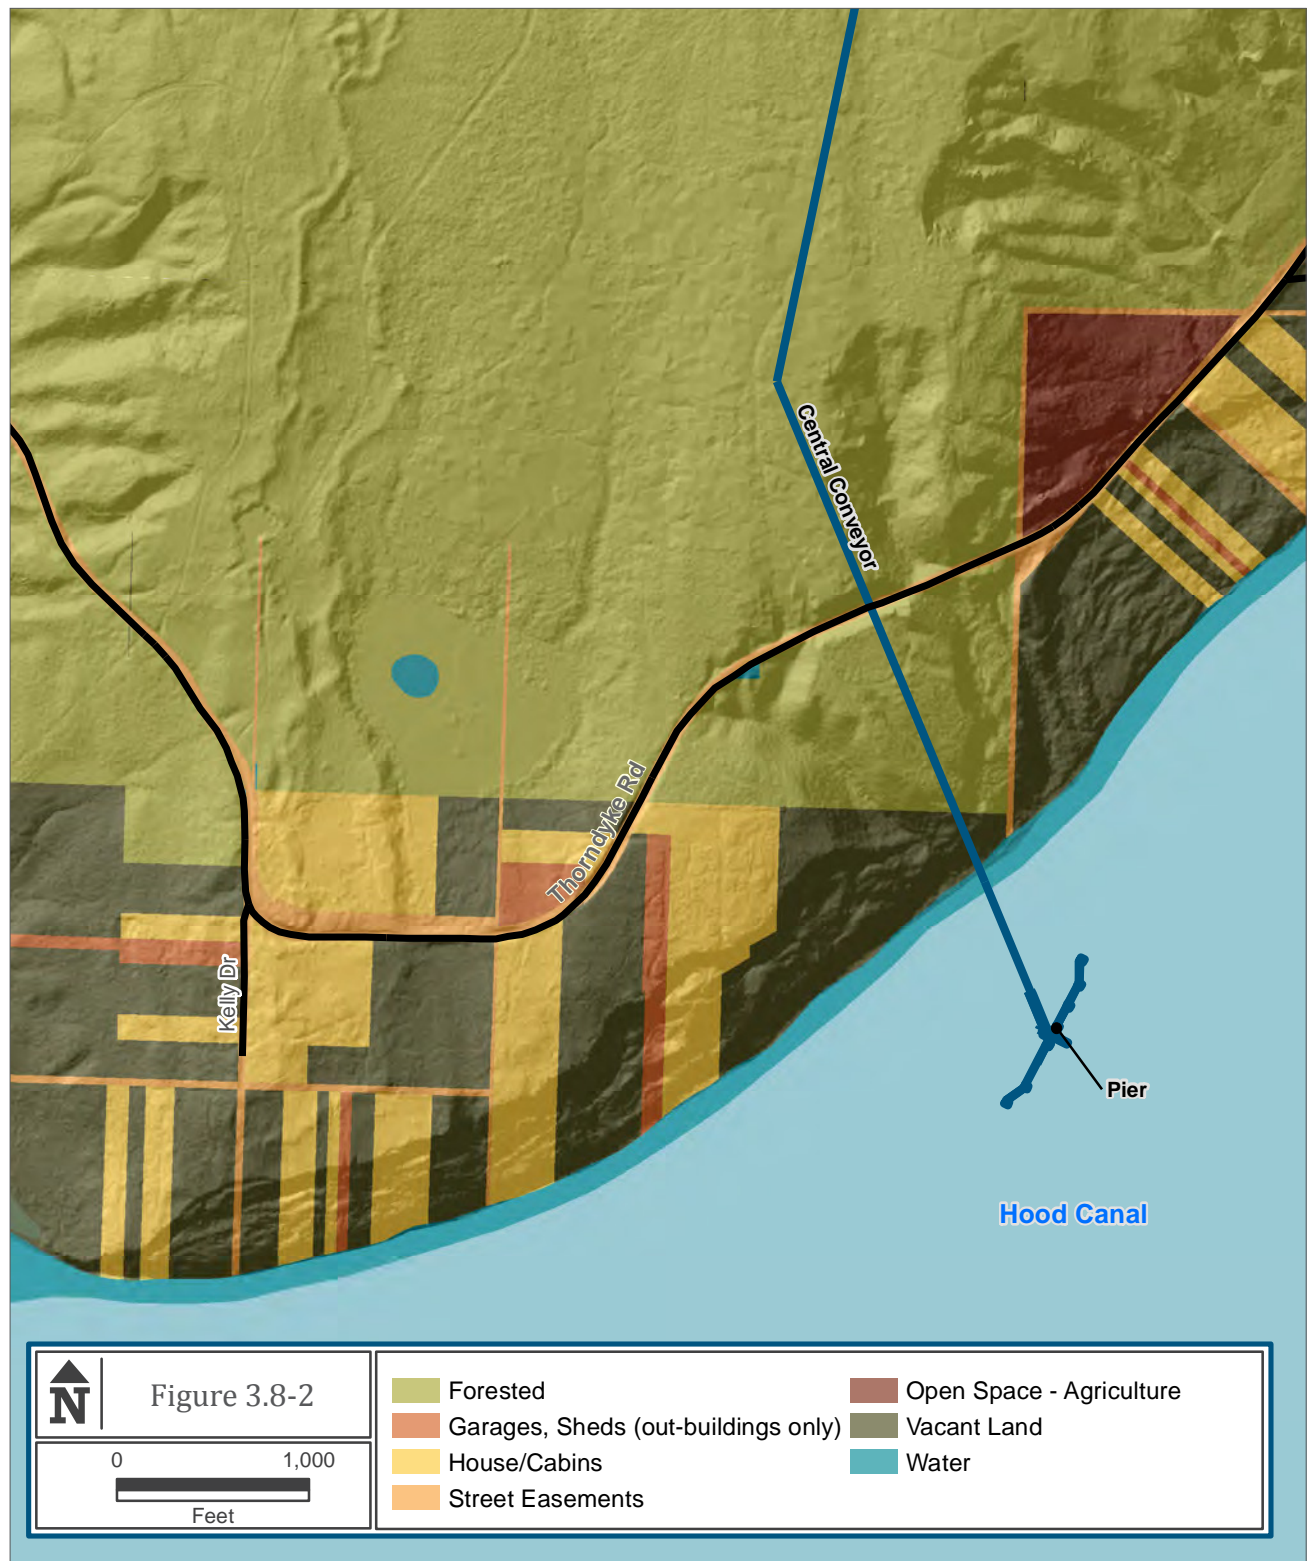 Central Conveyor
Thorndyke Rd
Kelly Dr
Pier
Hood Canal
N
Figure 3.8-2
0 1,000
Feet
Forested
Garages, Sheds (out-buildings only)
House/Cabins
Street Easements
Open Space - Agriculture
Vacant Land
Water